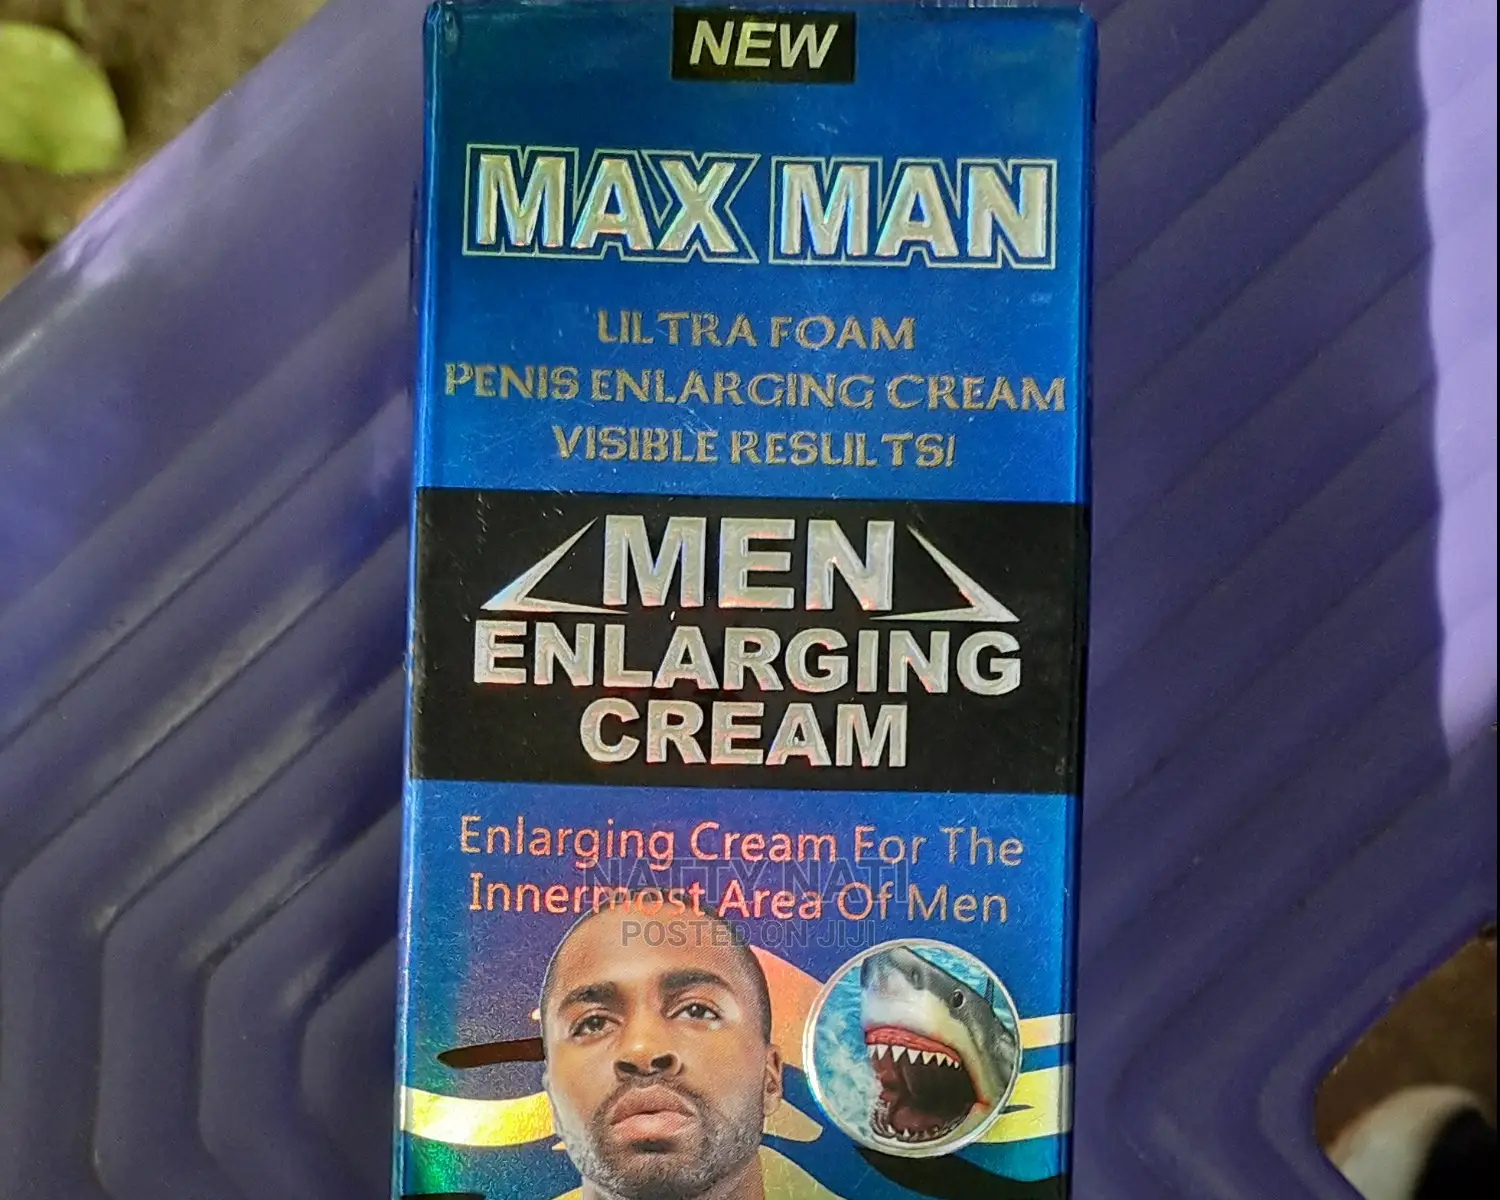 NEW
MAX MAN
ULTRA FOAM
PENIS ENLARGING CREAM
VISIBLE RESULTS!
MEN
ENLARGING
CREAM
Enlarging Cream For The
Innermost Area Of Men
NATTY NATI
POSTED ON JIJI